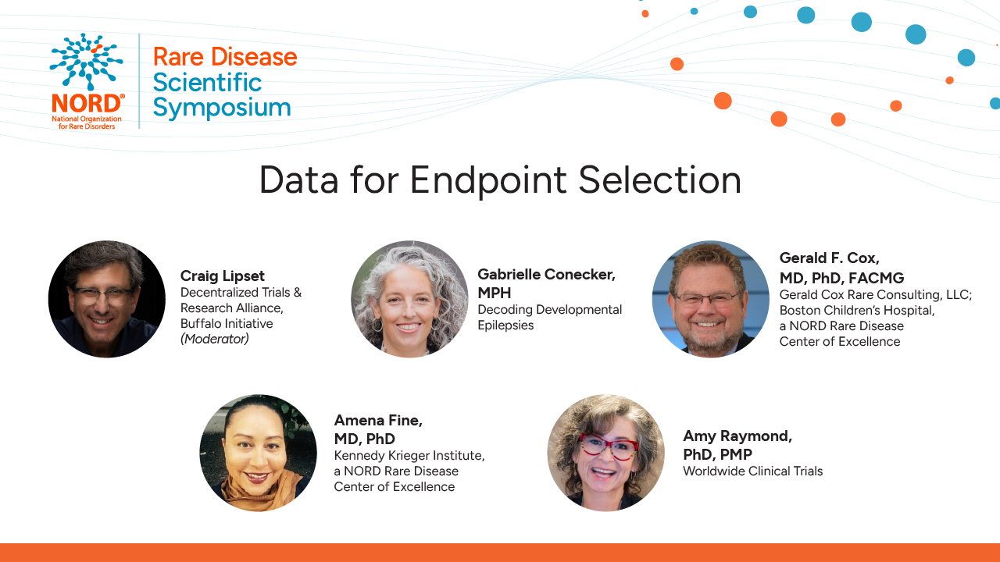 NORD®
National Organization
for Rare Disorders
Rare Disease
Scientific
Symposium
Data for Endpoint Selection
Craig Lipset
Decentralized Trials &
Research Alliance,
Buffalo Initiative
(Moderator)
Gabrielle Conecker,
MPH
Decoding Developmental
Epilepsies
Gerald F. Cox,
MD, PhD, FACMG
Gerald Cox Rare Consulting, LLC;
Boston Children’s Hospital,
a NORD Rare Disease
Center of Excellence
Amena Fine,
MD, PhD
Kennedy Krieger Institute,
a NORD Rare Disease
Center of Excellence
Amy Raymond,
PhD, PMP
Worldwide Clinical Trials